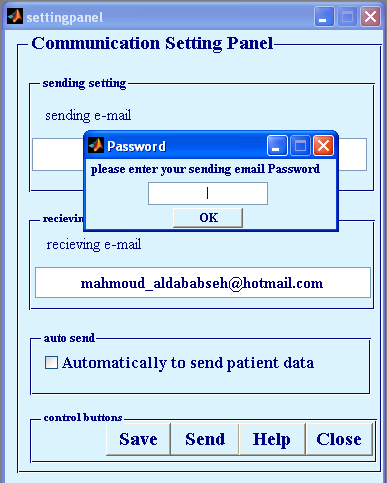 settingpanel
Communication Setting Panel
sending setting
sending e-mail
Password
please enter your sending email Password
OK
recieving
recieving e-mail
mahmoud_aldababseh@hotmail.com
auto send
Automatically to send patient data
control buttons
Save Send Help Close